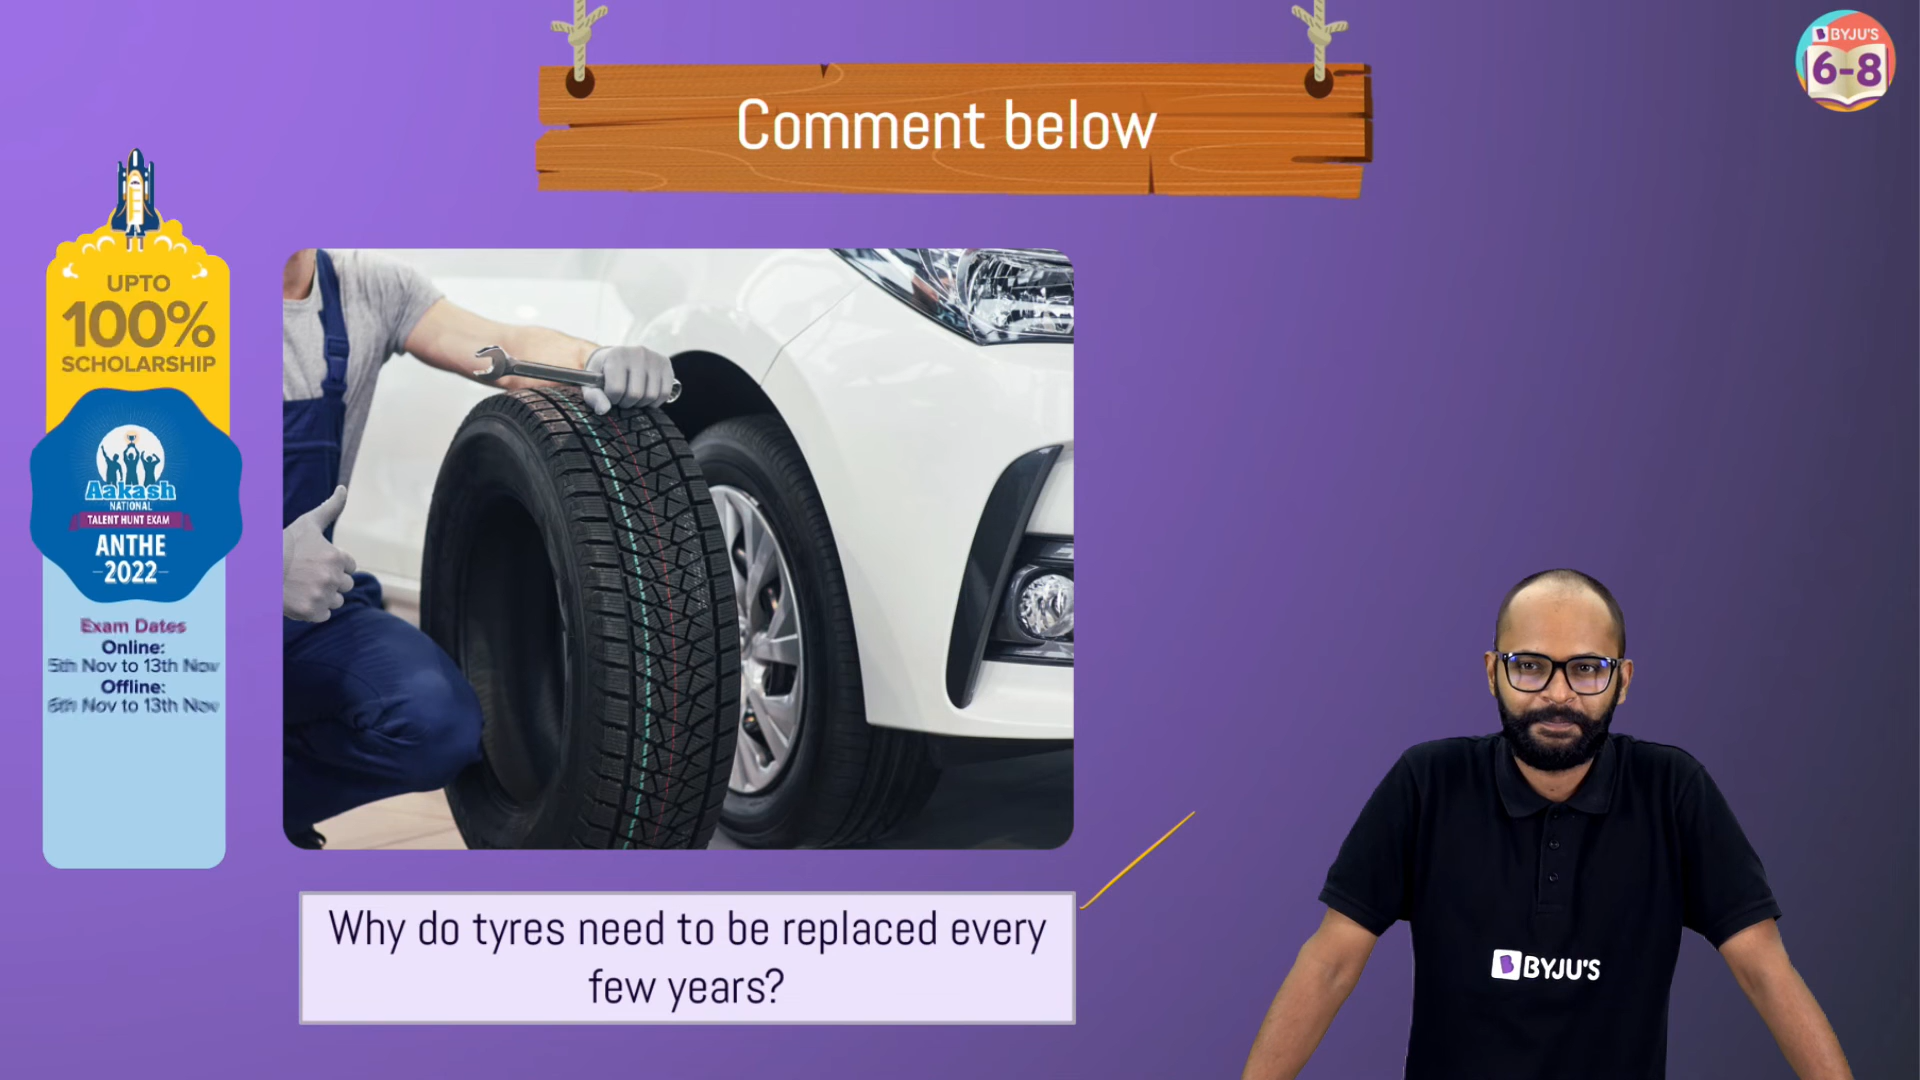 Comment below
BYJU'S
6-8
UPTO
100%
SCHOLARSHIP
Aakash
NATIONAL
TALENT HUNT EXAM
ANTHE
2022
Exam Dates
Online:
5th Nov to 13th Nov
Offline:
6th Nov to 13th Nov
Why do tyres need to be replaced every
few years?
BYJU'S